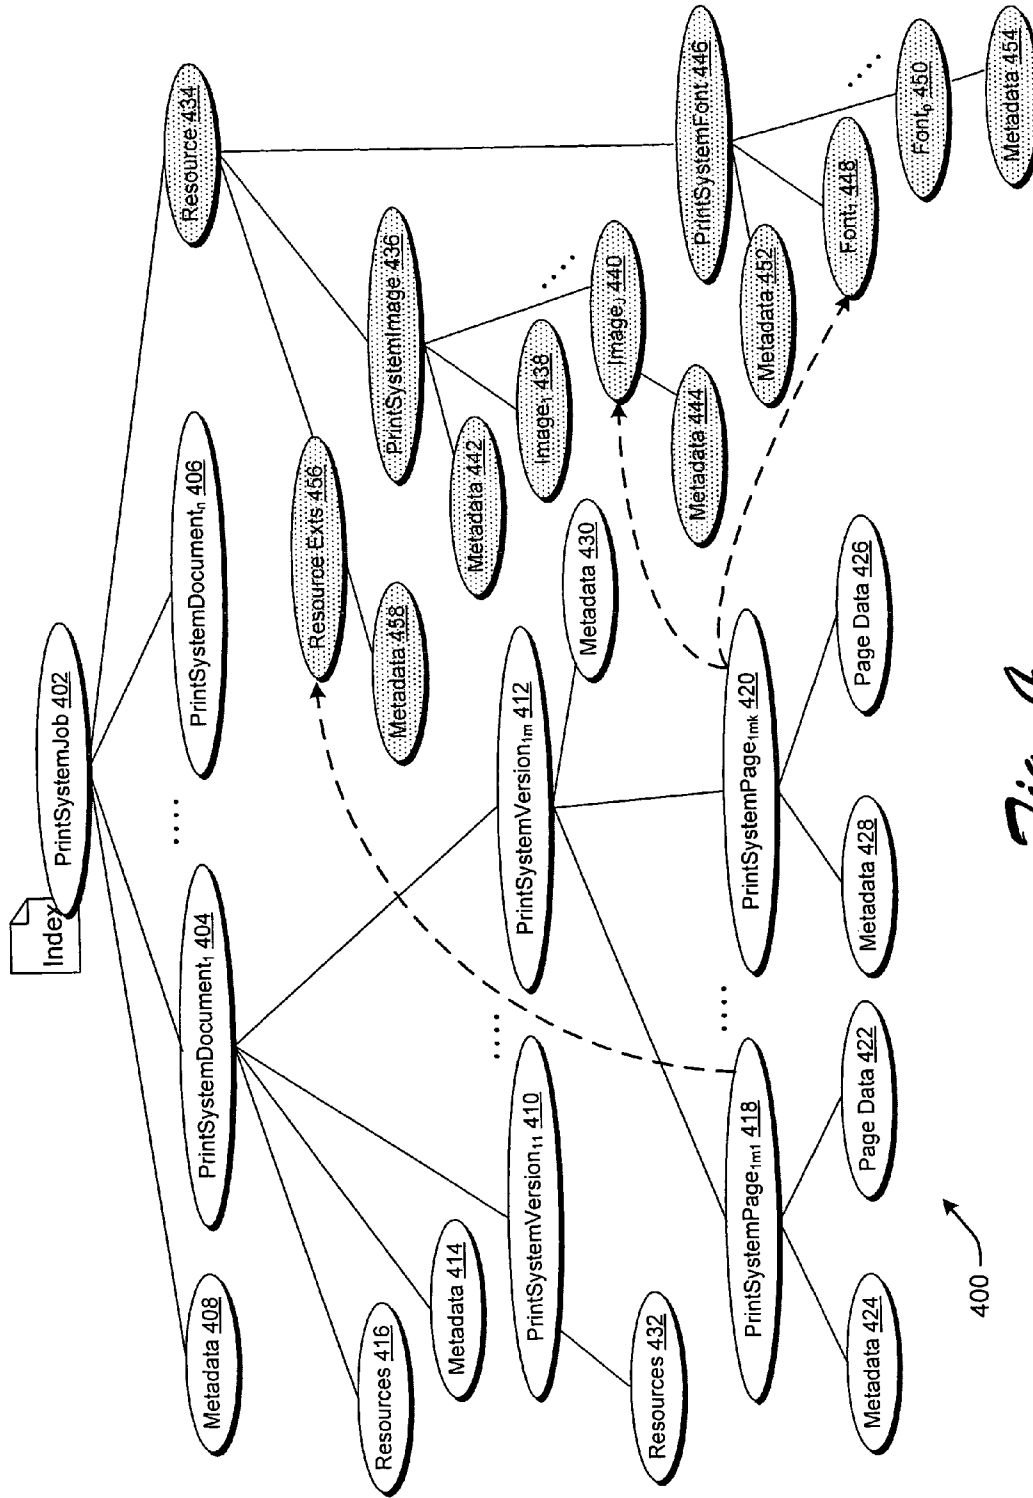 Index
PrintSystemJob 402
Metadata 408
PrintSystemDocument₁ 404
....
PrintSystemDocumentₙ 406
Resource 434
Resources 416
Metadata 414
PrintSystemVersion₁₁ 410
....
PrintSystemVersion₁ₘ 412
Metadata 430
Resources 432
PrintSystemPage₁ₘ₁ 418
....
PrintSystemPage₁ₘₖ 420
Metadata 424
Page Data 422
Metadata 428
Page Data 426
Resource Exts 456
Metadata 458
PrintSystemImage 436
Metadata 442
Image₁ 438
....
Imageⱼ 440
Metadata 444
PrintSystemFont 446
Metadata 452
Font₁ 448
....
Fontₚ 450
Metadata 454
400